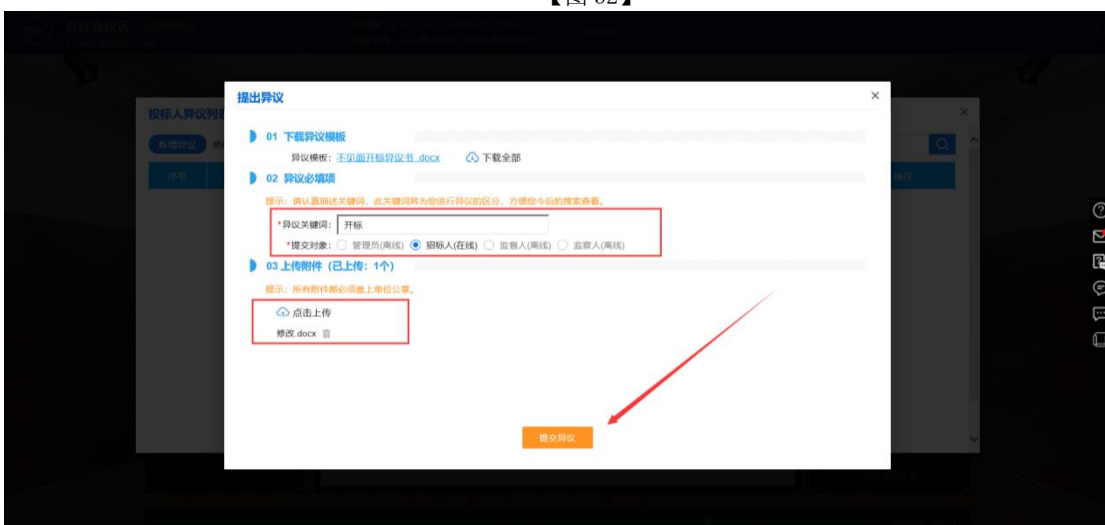 提出异议
×
投标人异议列表
×
新增异议
01 下载异议模板
异议模板: 不见面开标异议书.docx 下载全部
02 异议必填项
序号
操作
提示: 请认真描述关键词, 此关键词将为您进行异议的区分, 方便您今后的搜索查看。
*异议关键词: 开标
*提交对象: 管理员(离线) 招标人(在线) 监督人(离线) 监察人(离线)
03 上传附件 (已上传: 1个)
提示: 所有附件都必须盖上单位公章。
点击上传
修改.docx
提交异议